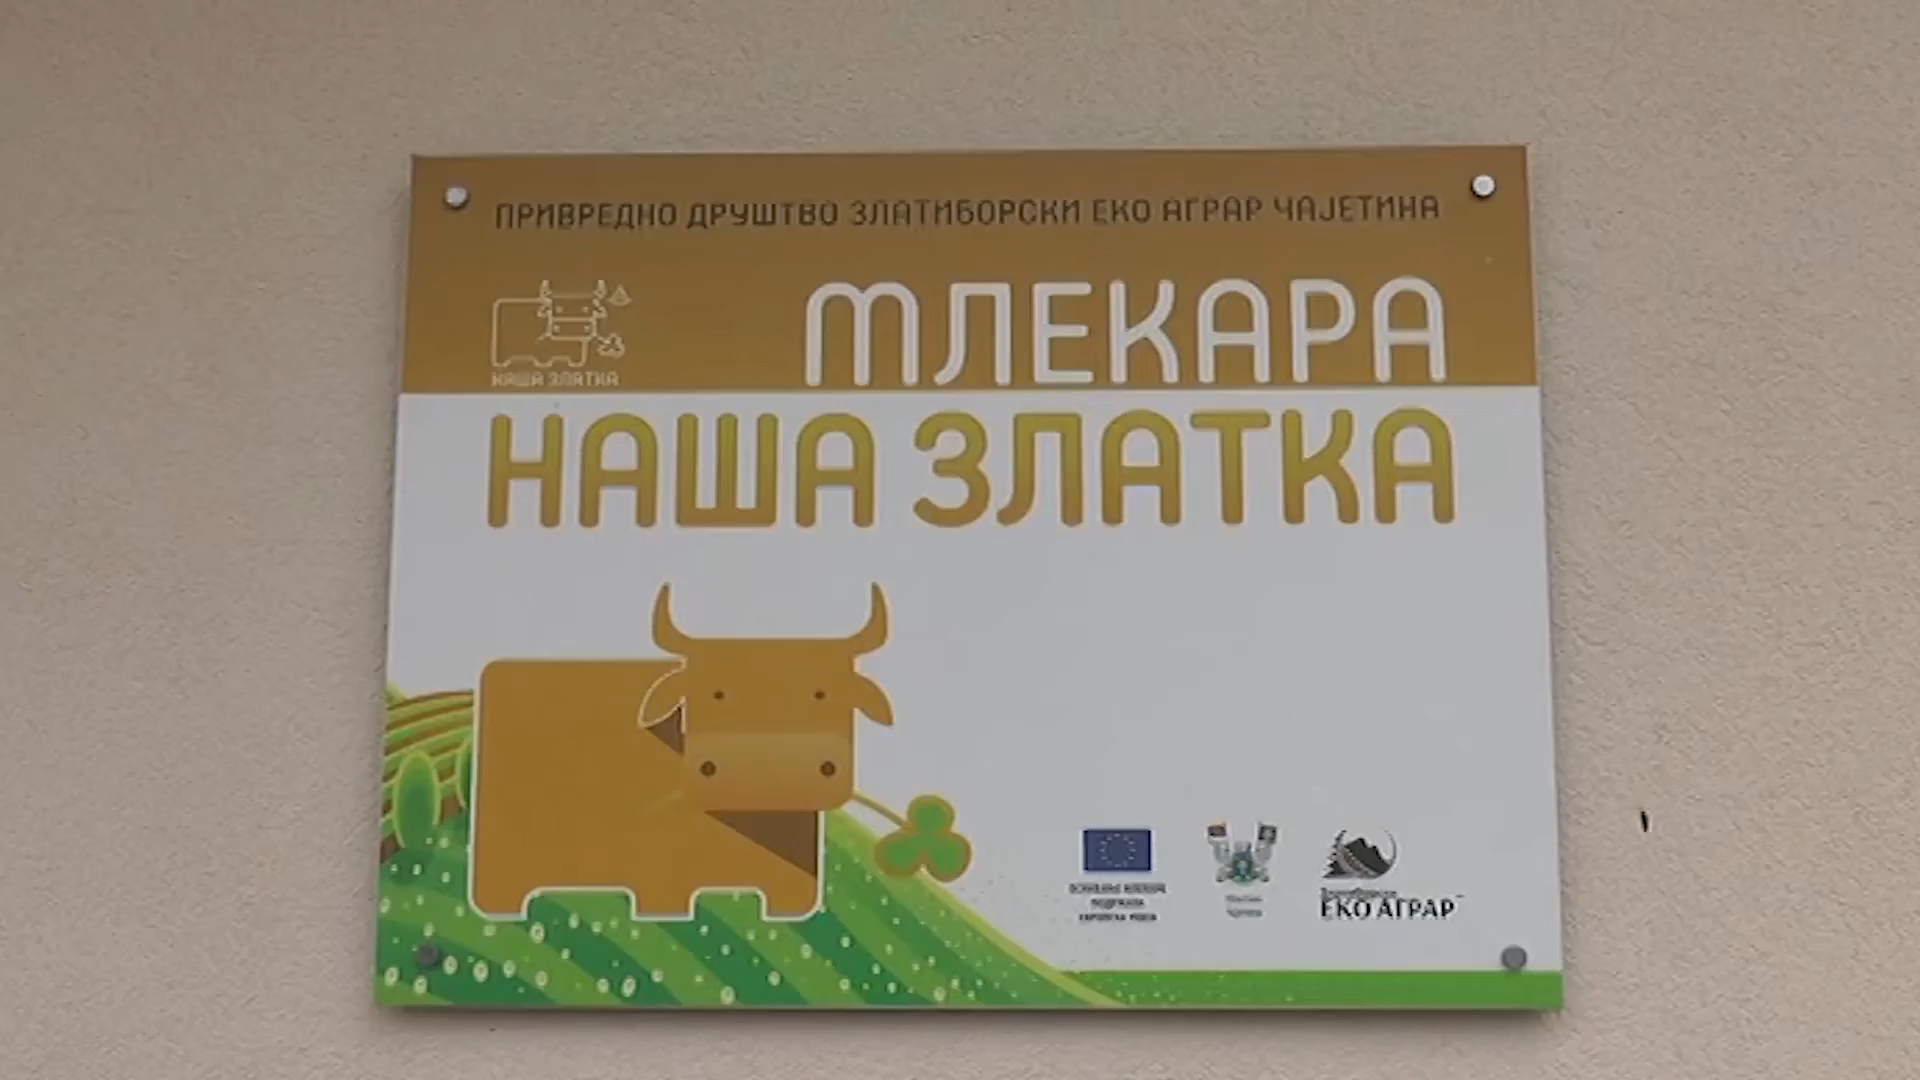 ПРИВРЕДНО ДРУШТВО ЗЛАТИБОРСКИ ЕКО АГРАР ЧАЈЕТИНА
МЛЕКАРА
НАША ЗЛАТКА
НАША ЗЛАТКА
ЕКО АГРАР